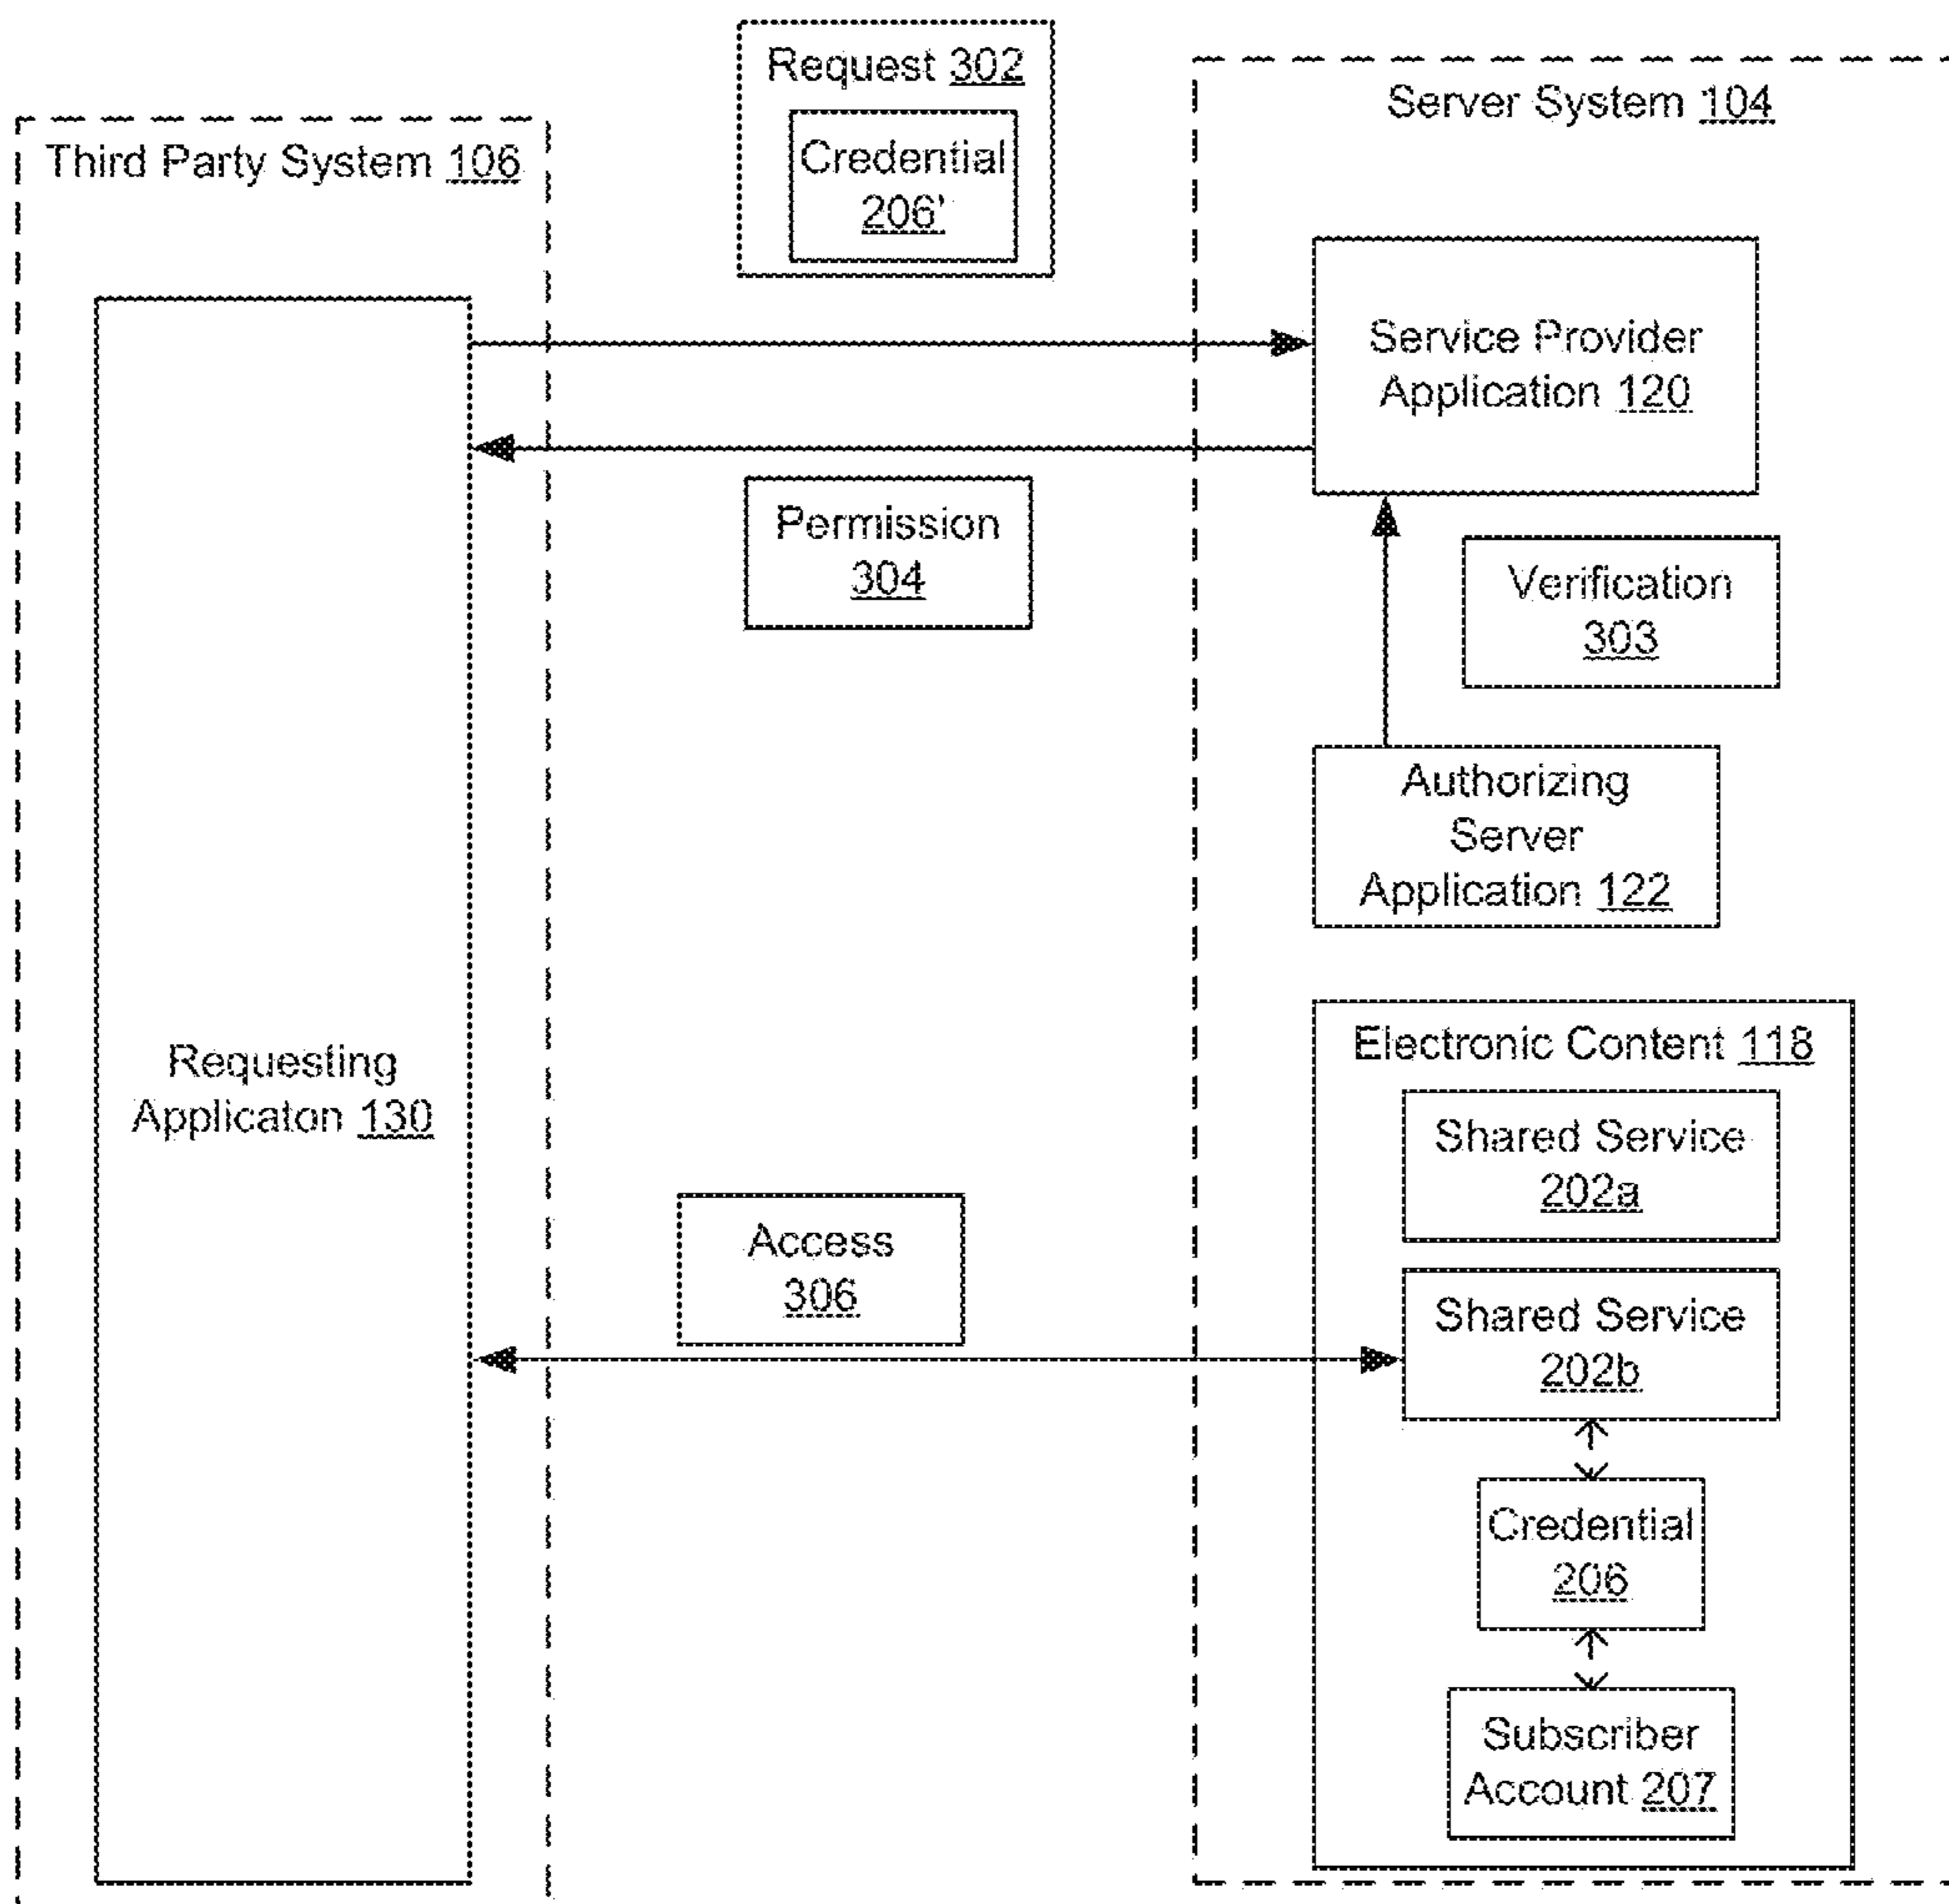 Request 302
Credential
206'
Server System 104
Third Party System 106
Service Provider
Application 120
Permission
304
Verification
303
Authorizing
Server
Application 122
Requesting
Applicaton 130
Electronic Content 118
Shared Service
202a
Access
306
Shared Service
202b
Credential
206
Subscriber
Account 207